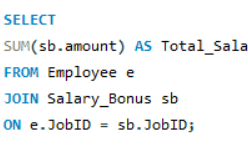 SELECT
SUM(sb.amount) AS Total_Sala
FROM Employee e
JOIN Salary_Bonus sb
ON e.JobID = sb.JobID;